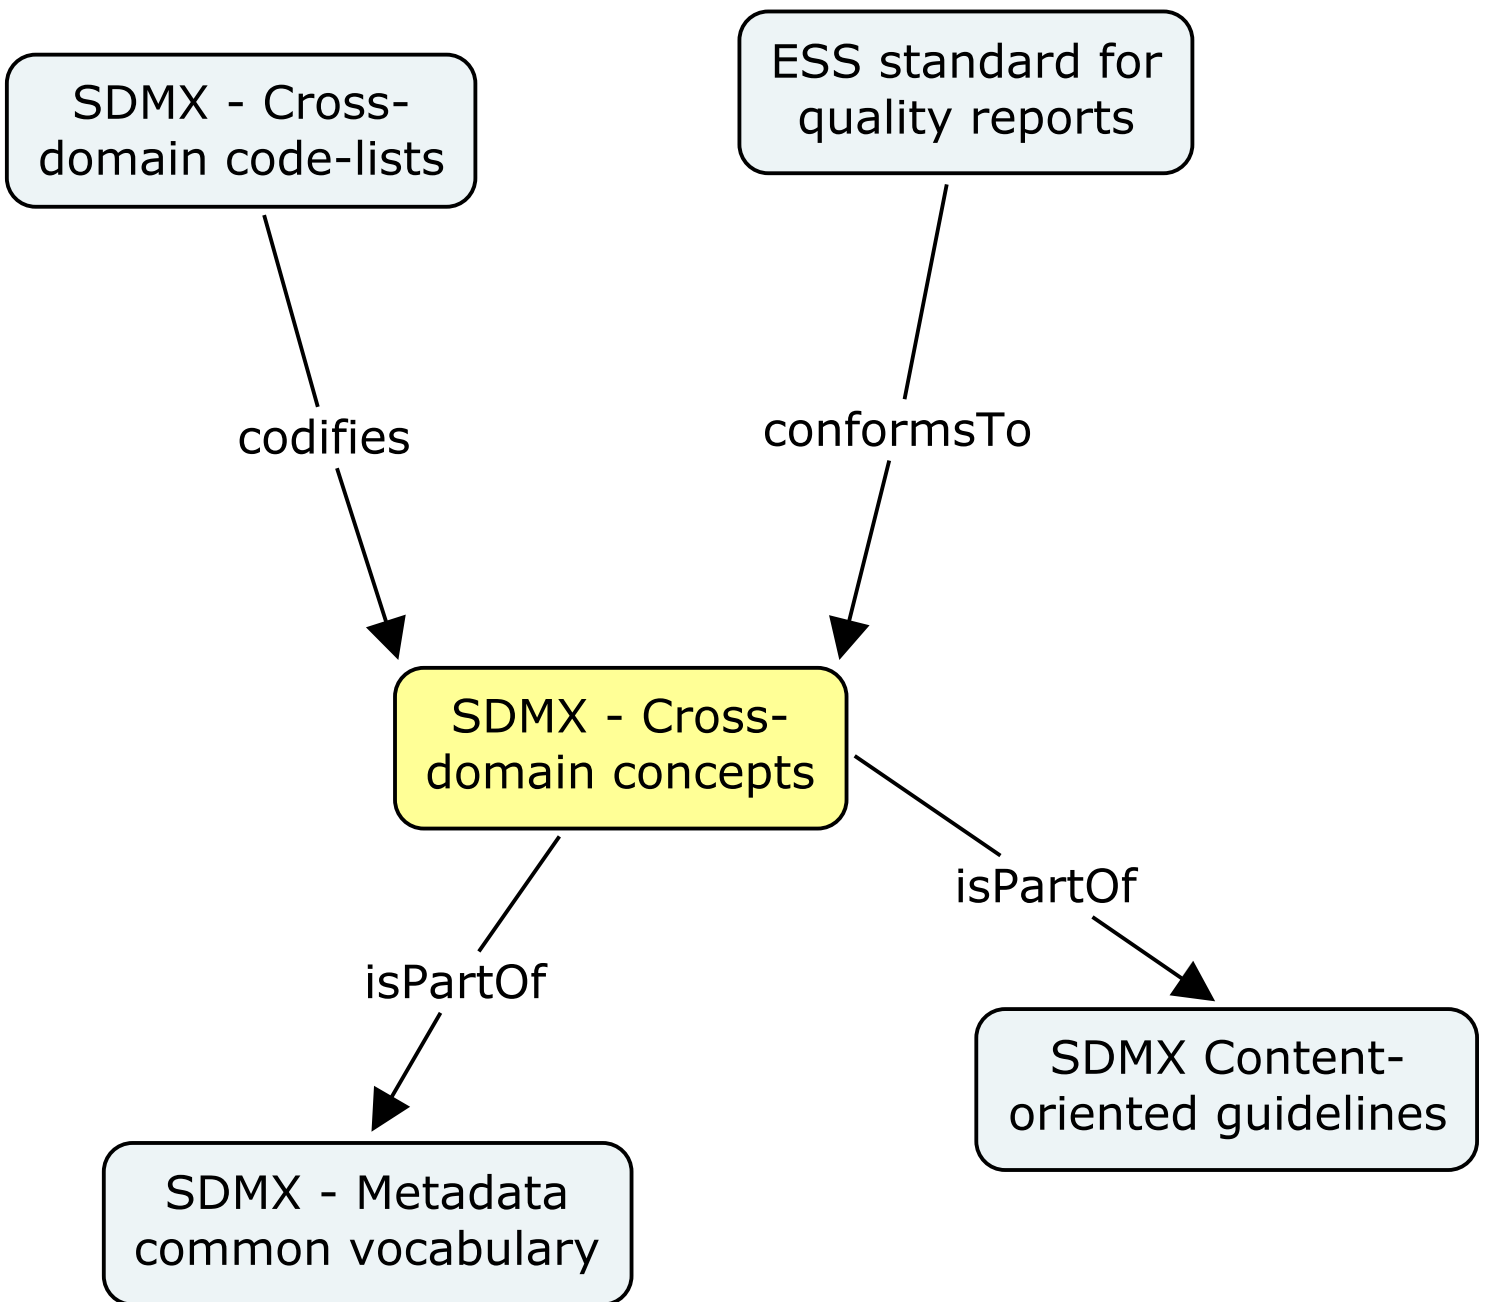 SDMX - Cross-
domain code-lists
ESS standard for
quality reports
codifies
conformsTo
SDMX - Cross-
domain concepts
isPartOf
isPartOf
SDMX Content-
oriented guidelines
SDMX - Metadata
common vocabulary